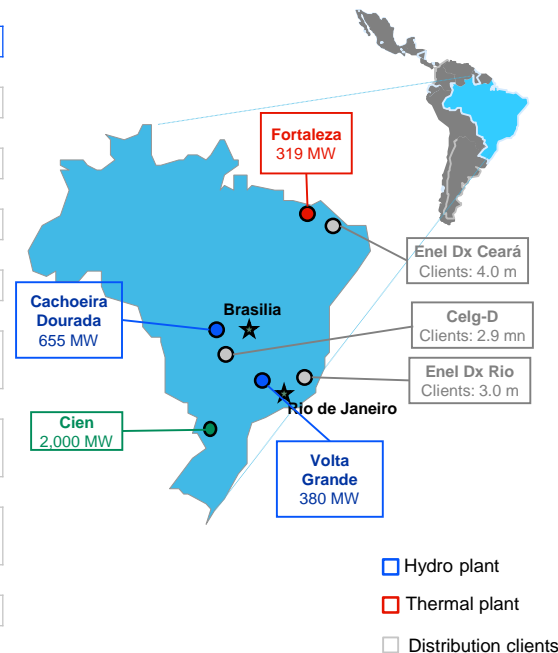 Fortaleza
319 MW
Enel Dx Ceará
Clients: 4.0 m
Cachoeira
Dourada
655 MW
Brasilia
Celg-D
Clients: 2.9 mn
Enel Dx Rio
Clients: 3.0 m
Rio de Janeiro
Cien
2,000 MW
Volta
Grande
380 MW
Hydro plant
Thermal plant
Distribution clients